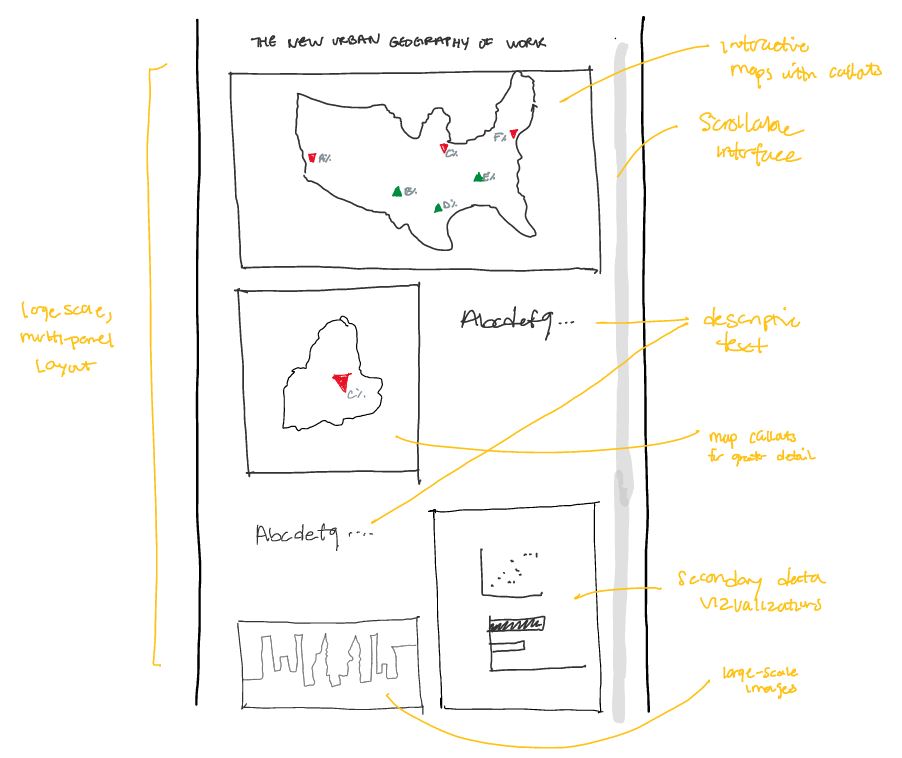 THE NEW URBAN GEOGRAPHY OF WORK
interactive
maps with callouts
Scrollable
interface
A%
B%
C%
D%
E%
F%
large scale,
multi-panel
layout
Abcdefg...
descriptive
text
C%
map callouts
for greater detail
Abcdefg....
secondary data
vizualizations
large-scale
images